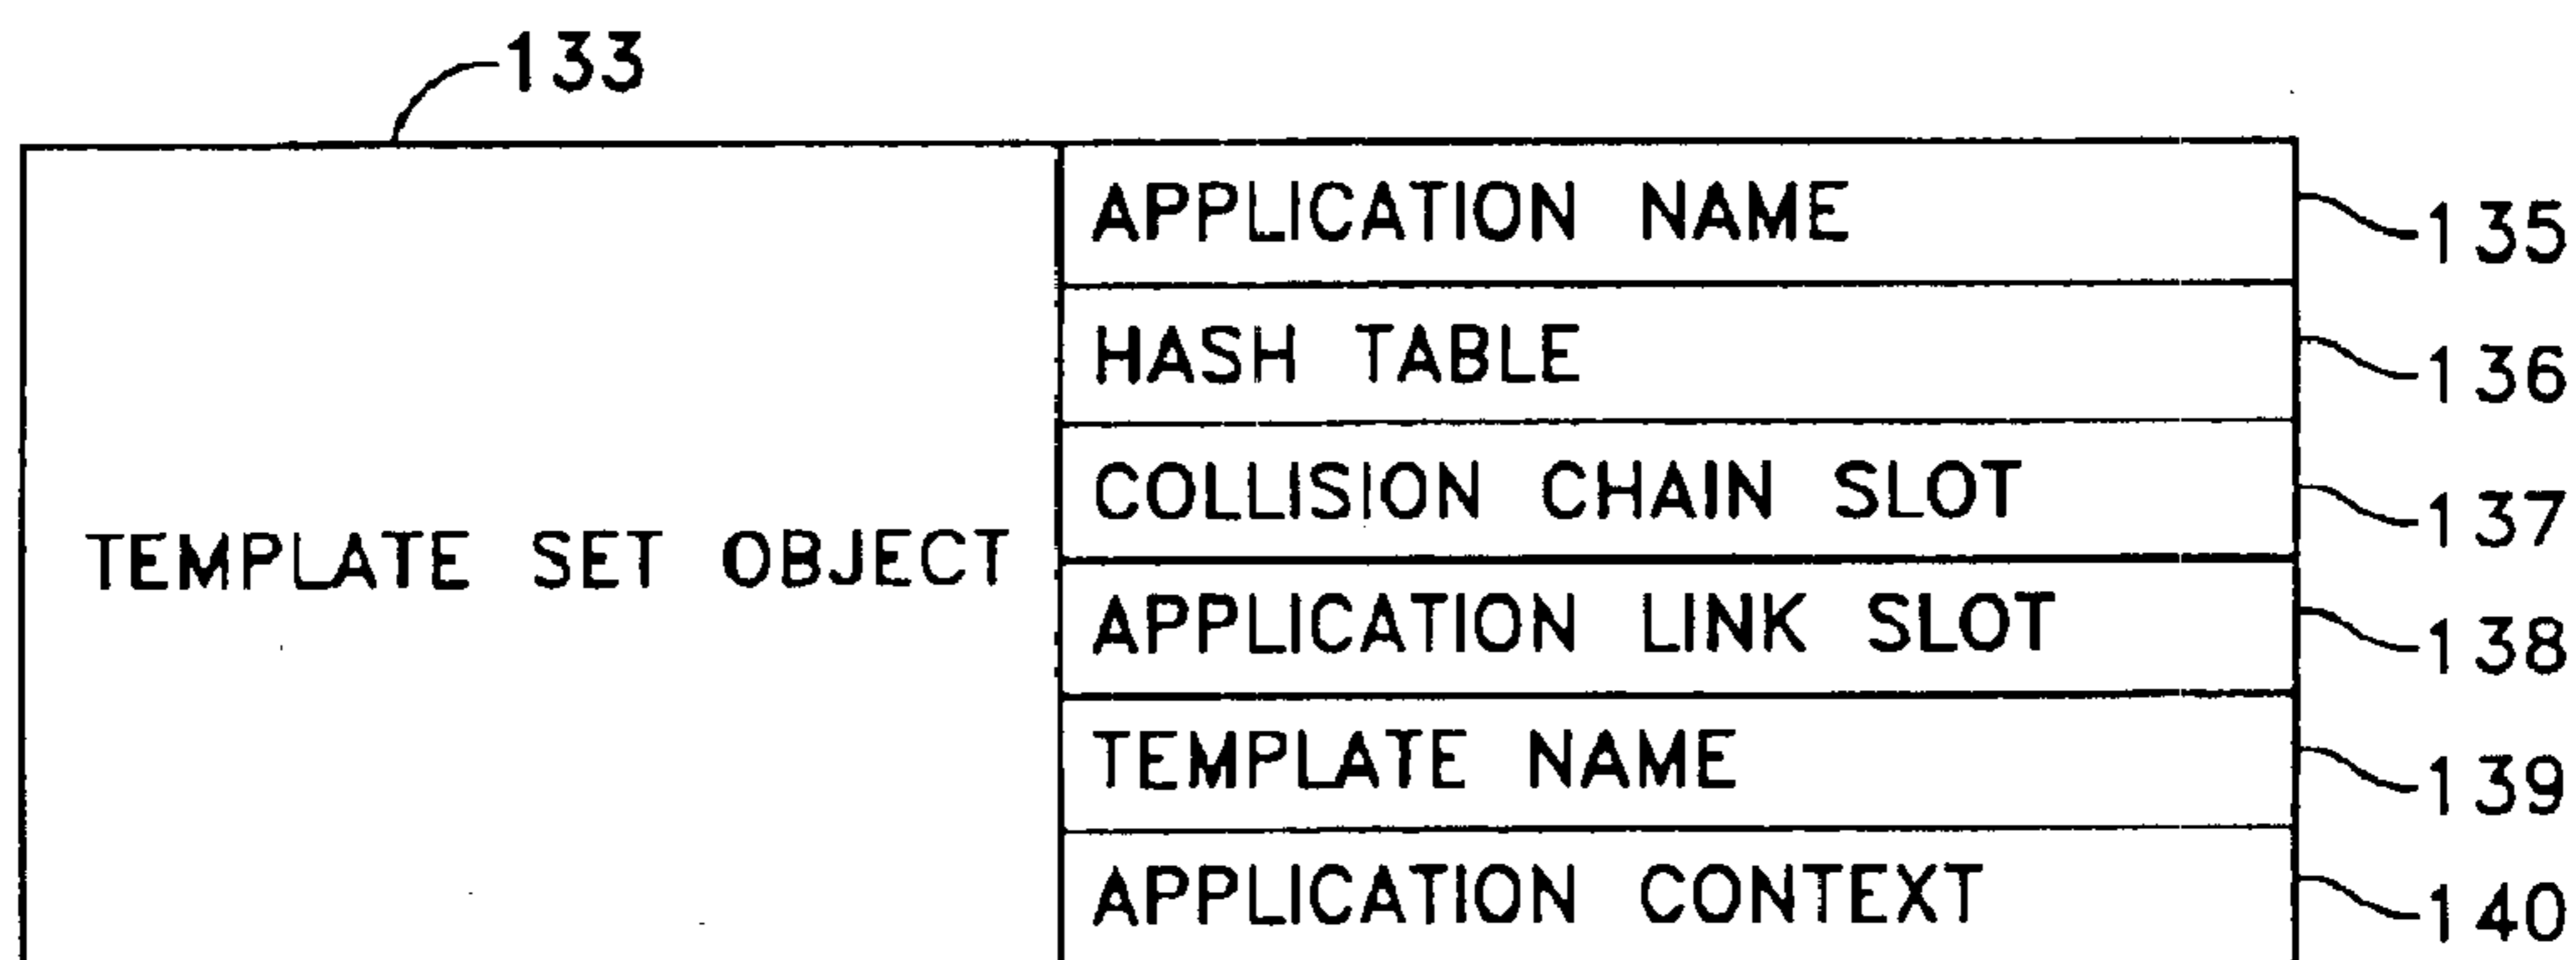 133
APPLICATION NAME 135
HASH TABLE 136
COLLISION CHAIN SLOT 137
TEMPLATE SET OBJECT
APPLICATION LINK SLOT 138
TEMPLATE NAME 139
APPLICATION CONTEXT 140